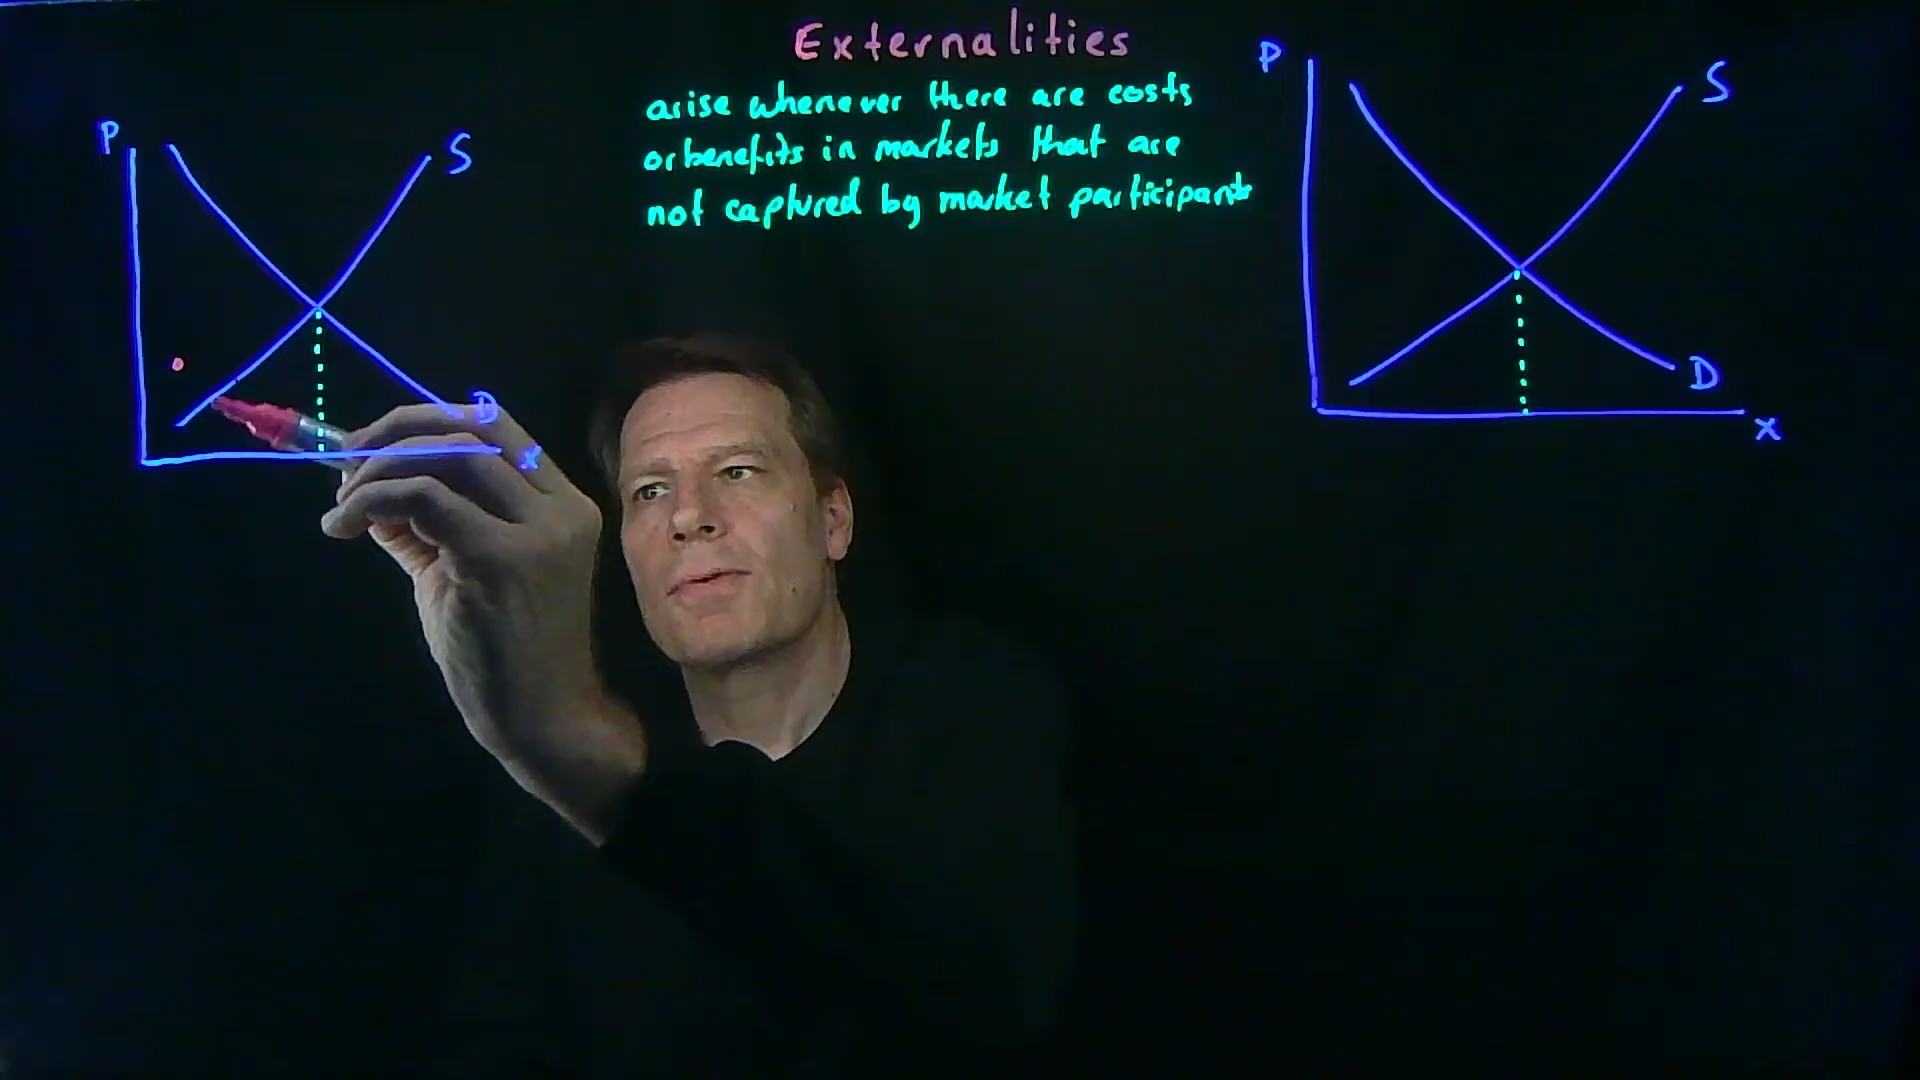 Externalities
arise whenever there are costs
or benefits in markets that are
not captured by market participants
P
S
D
x
P
S
D
x